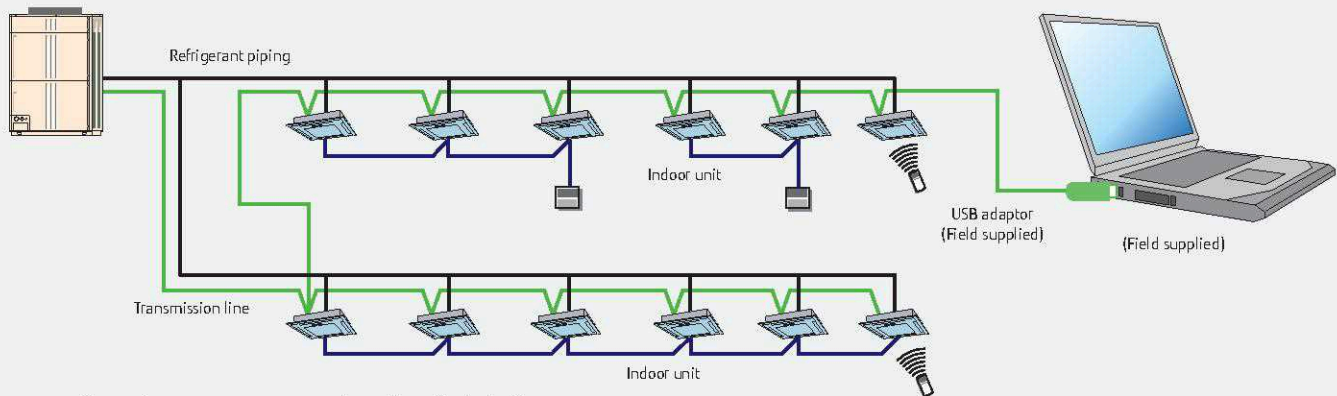 Refrigerant piping
Indoor unit
USB adaptor
(Field supplied)
(Field supplied)
Transmission line
Indoor unit